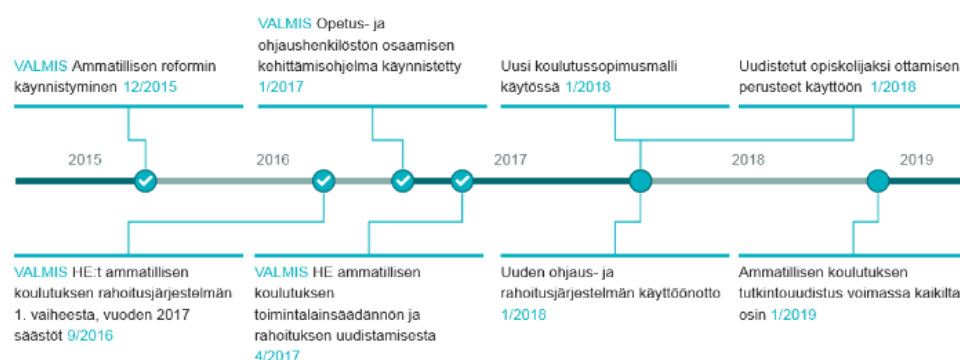 VALMIS Ammatillisen reformin
käynnistyminen 12/2015
VALMIS Opetus- ja
ohjaushenkilöstön osaamisen
kehittämisohjelma käynnistetty
1/2017
Uusi koulutussopimusmalli
käytössä 1/2018
Uudistetut opiskelijaksi ottamisen
perusteet käyttöön 1/2018
2015
2016
2017
2018
2019
VALMIS HE:t ammatillisen
koulutuksen rahoitusjärjestelmän
1. vaiheesta, vuoden 2017
säästöt 9/2016
VALMIS HE ammatillisen
koulutuksen
toimintalainsäädännön ja
rahoituksen uudistamisesta
4/2017
Uuden ohjaus- ja
rahoitusjärjestelmän käyttöönotto
1/2018
Ammatillisen koulutuksen
tutkintouudistus voimassa kaikilta
osin 1/2019